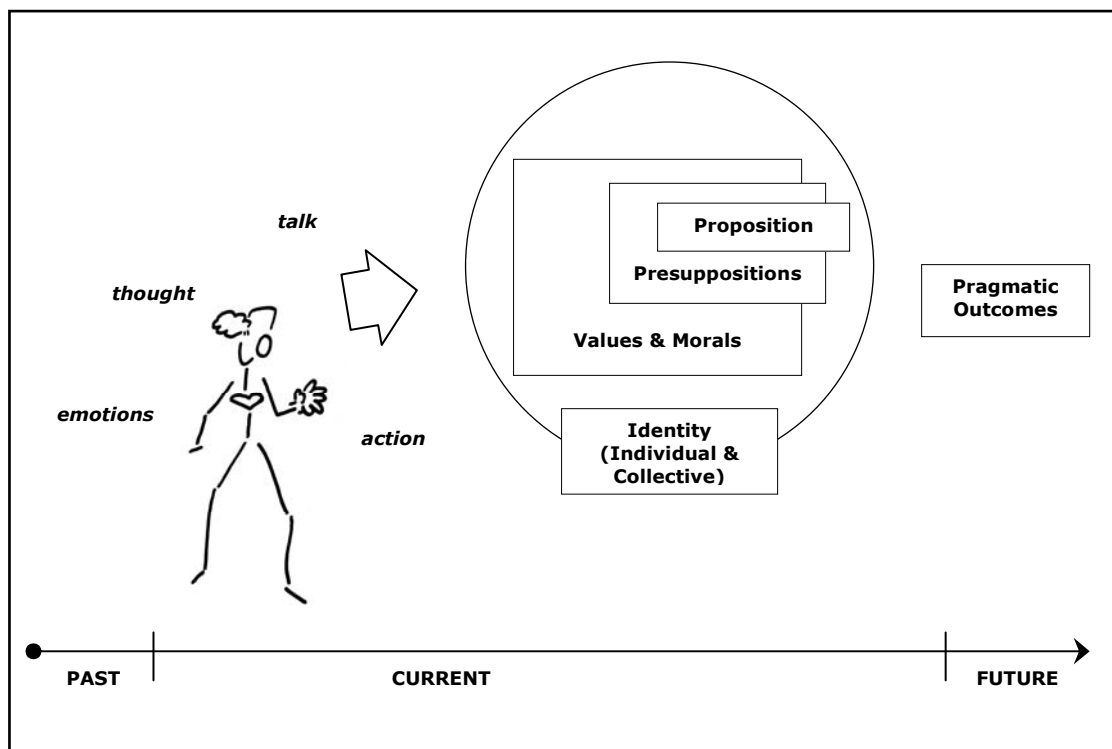 talk
thought
emotions
action
Proposition
Presuppositions
Values & Morals
Identity
(Individual &
Collective)
Pragmatic
Outcomes
PAST
CURRENT
FUTURE